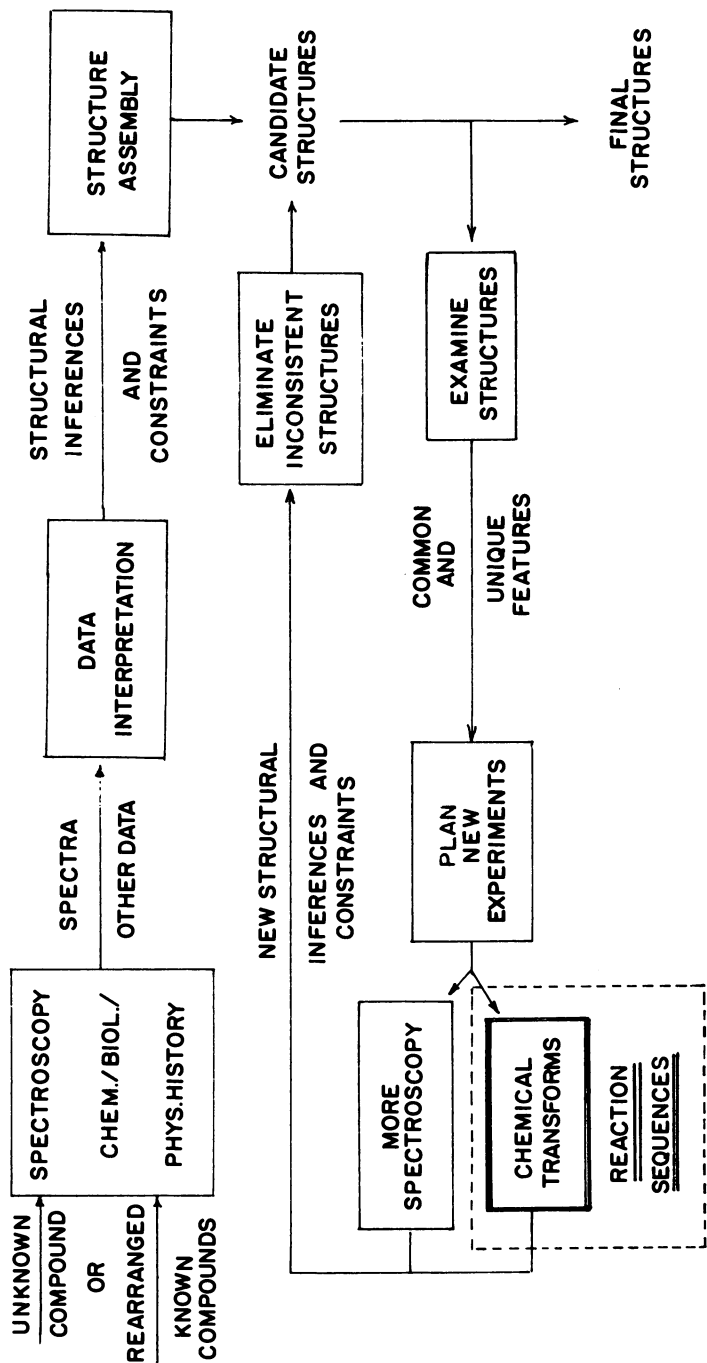 UNKNOWN
COMPOUND
OR
REARRANGED
KNOWN
COMPOUNDS
SPECTROSCOPY
CHEM./BIOL./
PHYS.HISTORY
SPECTRA
OTHER DATA
DATA
INTERPRETATION
STRUCTURAL
INFERENCES
AND
CONSTRAINTS
STRUCTURE
ASSEMBLY
NEW STRUCTURAL
INFERENCES AND
CONSTRAINTS
ELIMINATE
INCONSISTENT
STRUCTURES
CANDIDATE
STRUCTURES
MORE
SPECTROSCOPY
CHEMICAL
TRANSFORMS
REACTION
SEQUENCES
PLAN
NEW
EXPERIMENTS
COMMON
AND
UNIQUE
FEATURES
EXAMINE
STRUCTURES
FINAL
STRUCTURES